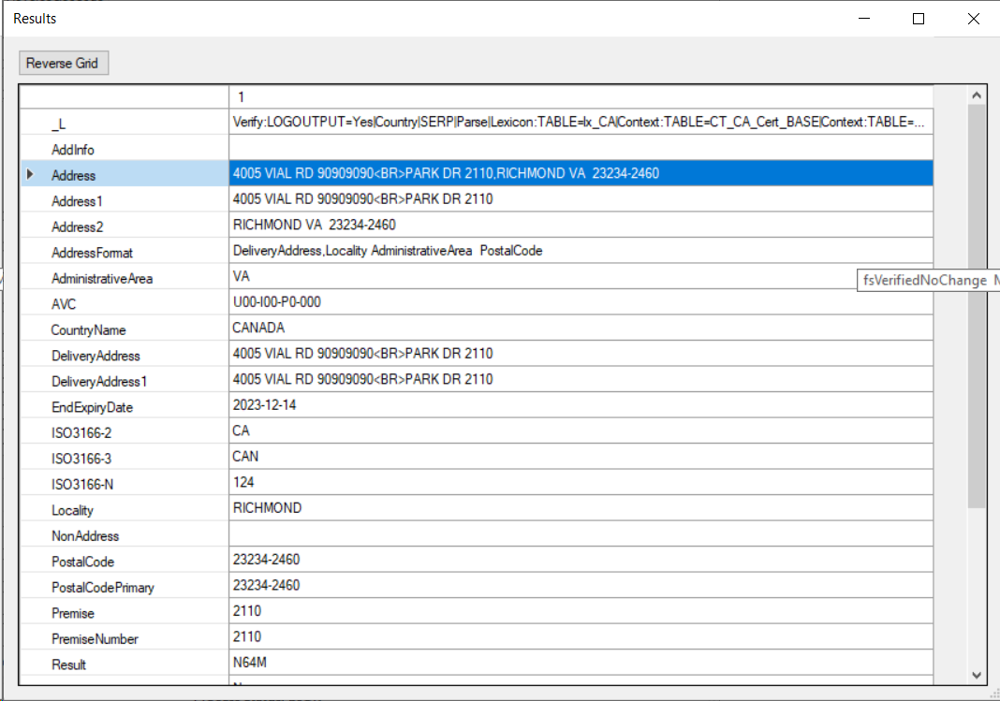 Results
Reverse Grid
1
_L Verify:LOGOUTPUT=Yes|Country|SERP|Parse|Lexicon:TABLE=lx_CA|Context:TABLE=CT_CA_Cert_BASE|Context:TABLE=...
AddInfo
Address 4005 VIAL RD 90909090<BR>PARK DR 2110,RICHMOND VA  23234-2460
Address1 4005 VIAL RD 90909090<BR>PARK DR 2110
Address2 RICHMOND VA  23234-2460
AddressFormat DeliveryAddress,Locality AdministrativeArea  PostalCode
AdministrativeArea VA
fsVerifiedNoChange
AVC U00-I00-P0-000
CountryName CANADA
DeliveryAddress 4005 VIAL RD 90909090<BR>PARK DR 2110
DeliveryAddress1 4005 VIAL RD 90909090<BR>PARK DR 2110
EndExpiryDate 2023-12-14
ISO3166-2 CA
ISO3166-3 CAN
ISO3166-N 124
Locality RICHMOND
NonAddress
PostalCode 23234-2460
PostalCodePrimary 23234-2460
Premise 2110
PremiseNumber 2110
Result N64M